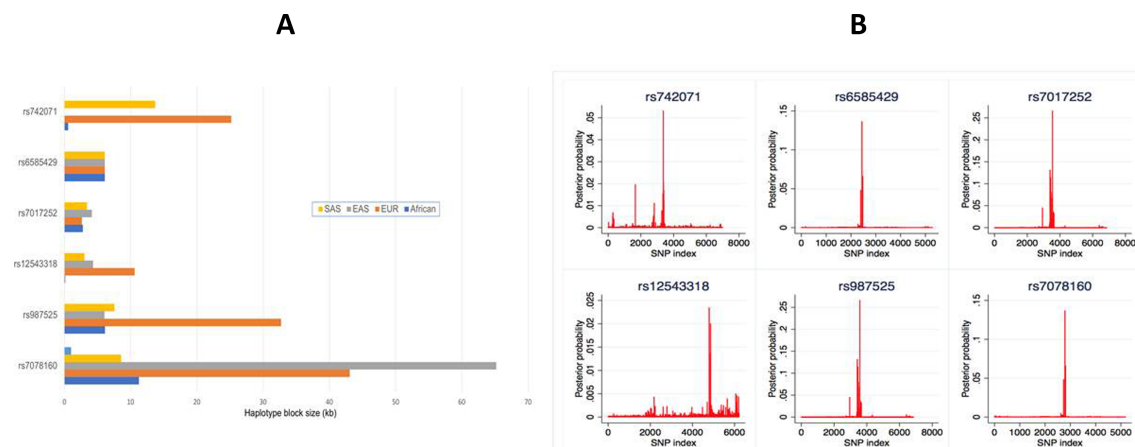 A
B
rs742071
rs6585429
rs7017252
rs12543318
rs987525
rs7078160
SAS EAS EUR African
0 10 20 30 40 50 60 70
Haplotype block size (kb)
rs742071
Posterior probability
0 .01 .02 .03 .04 .05
0 2000 4000 6000 8000
SNP index
rs6585429
Posterior probability
0 .05 .1 .15
0 1000 2000 3000 4000 5000
SNP index
rs7017252
Posterior probability
0 .05 .1 .15 .2 .25
0 2000 4000 6000 8000
SNP index
rs12543318
Posterior probability
0 .005 .01 .015 .02 .025
0 2000 4000 6000
SNP index
rs987525
Posterior probability
0 .05 .1 .15 .2 .25
0 2000 4000 6000 8000
SNP index
rs7078160
Posterior probability
0 .05 .1 .15
0 1000 2000 3000 4000 5000
SNP index